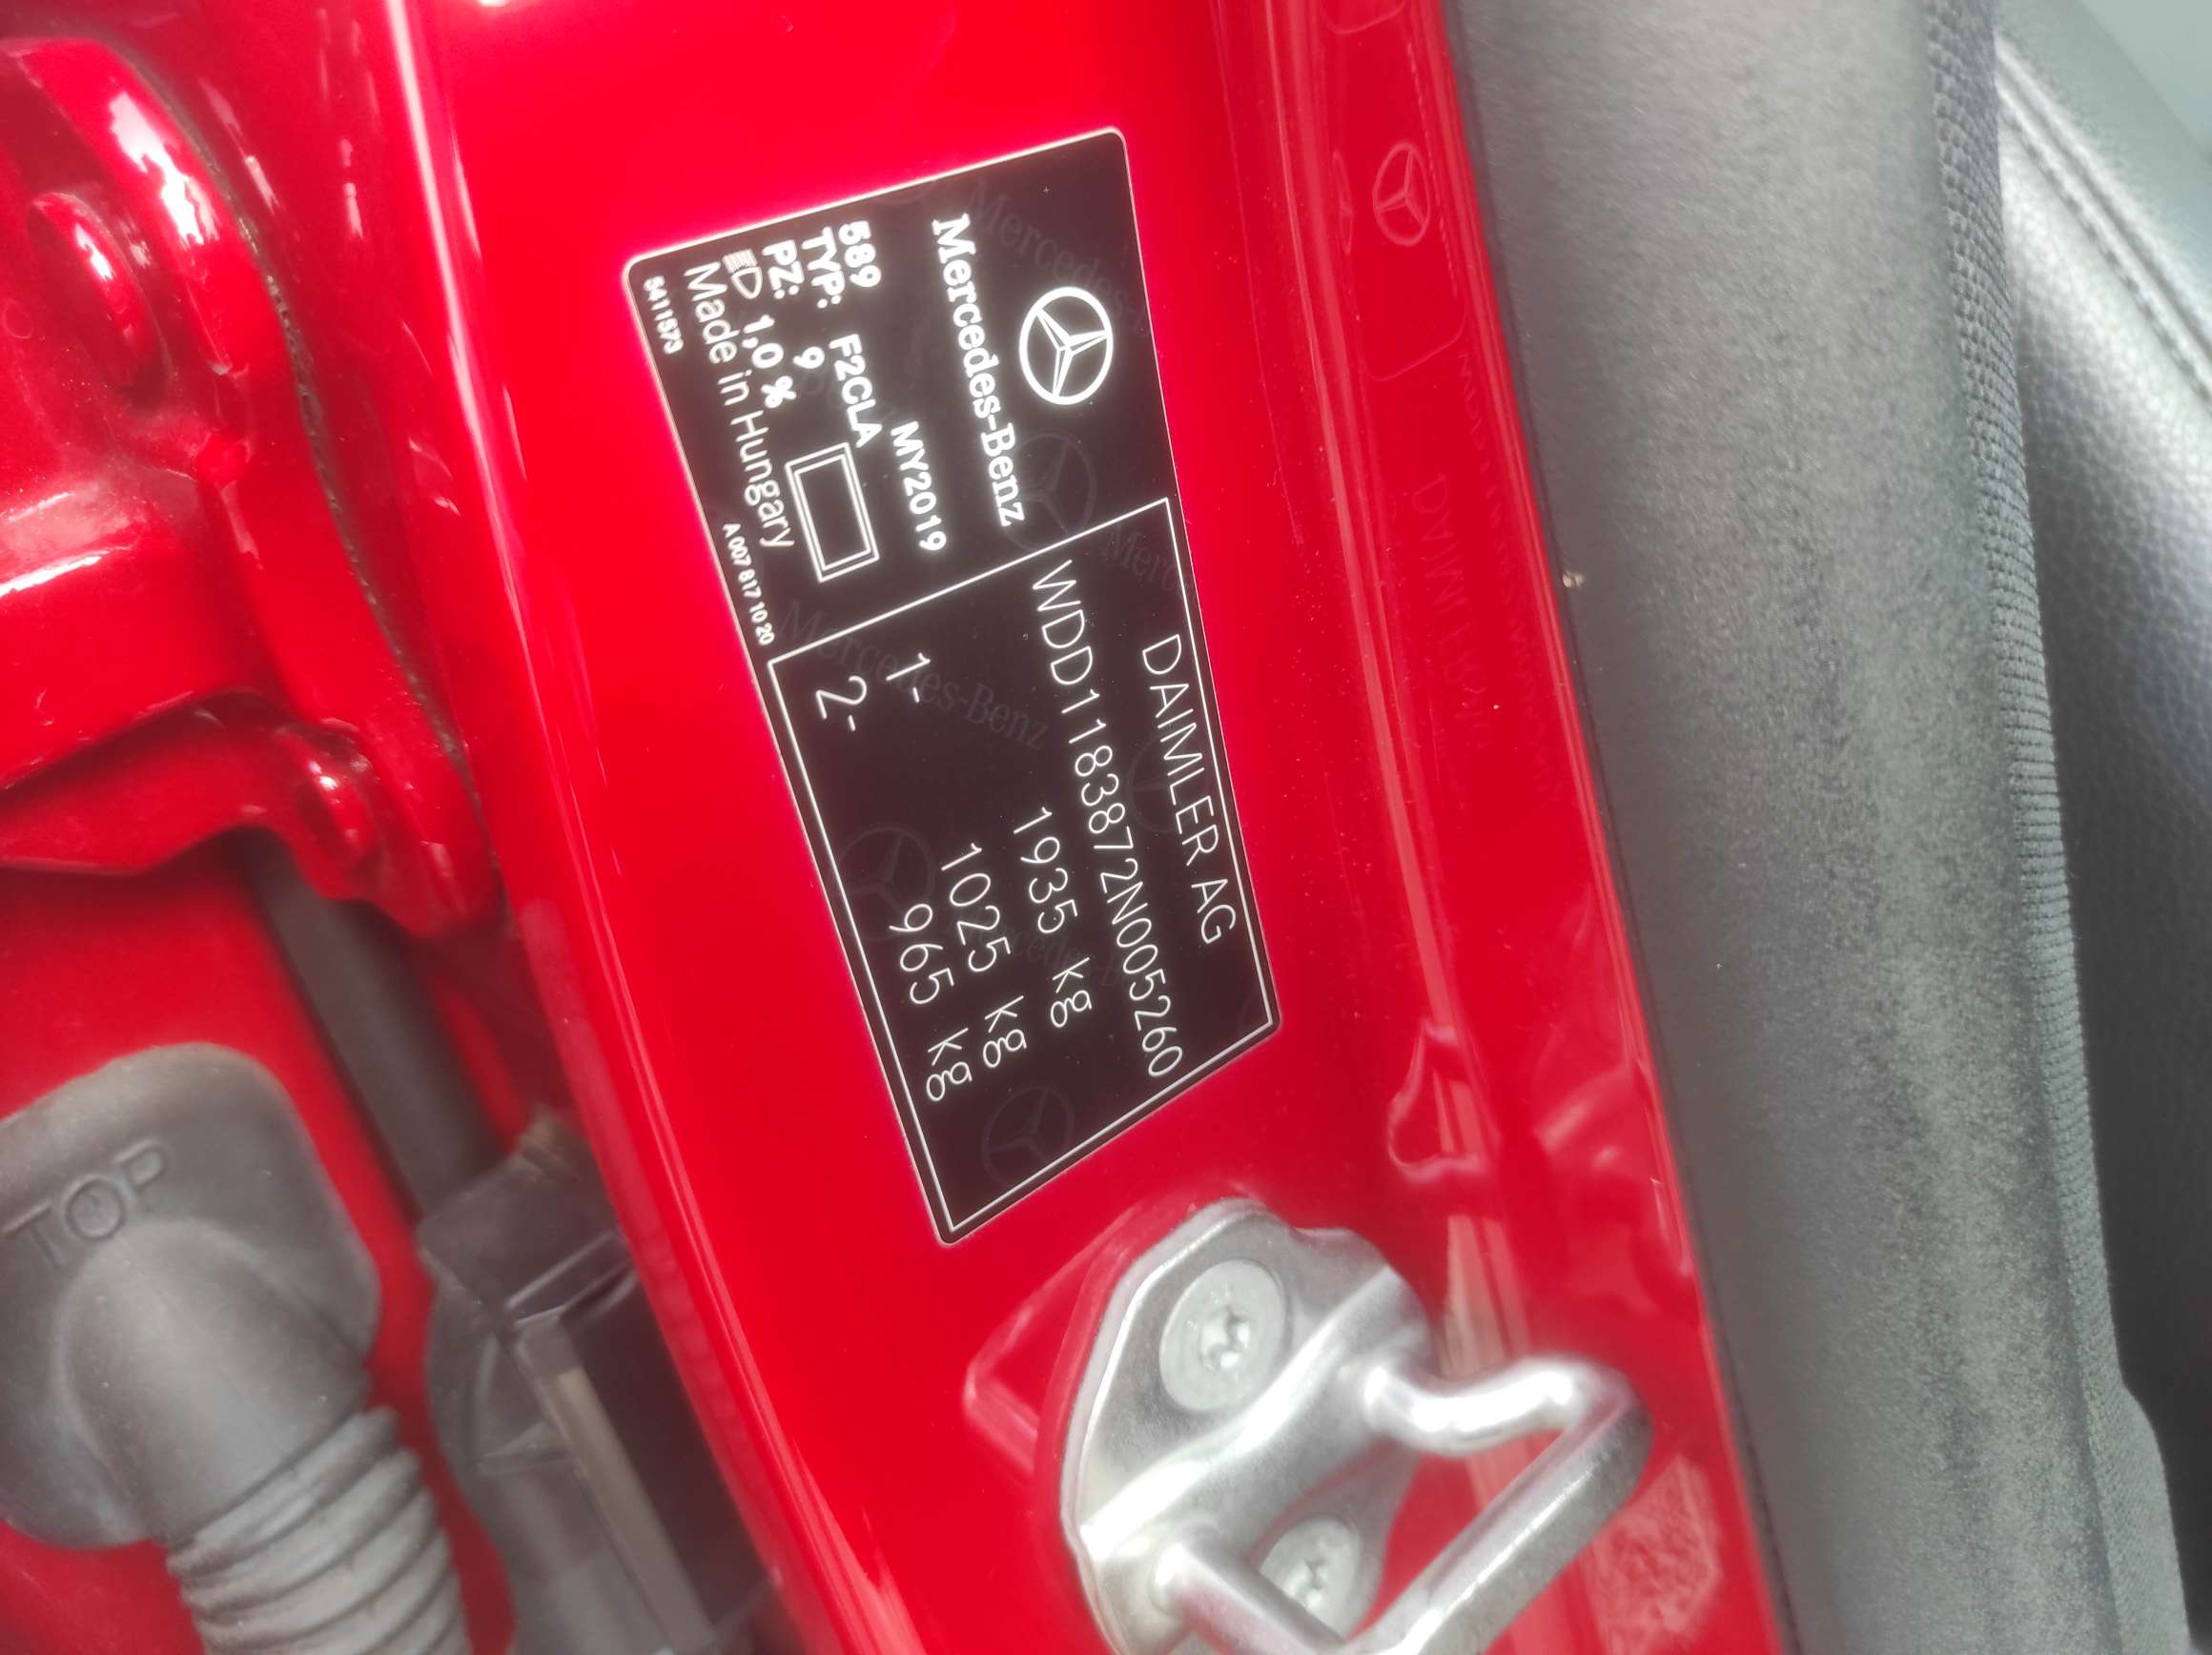 Mercedes-Benz
589
MY2019
TYP: F2CLA
PZ: 9
1,0 %
Made in Hungary
5411573
A 007 817 10 20
DAIMLER AG
WDD1183872N005260
1935 kg
1- 1025 kg
2- 965 kg
TOP